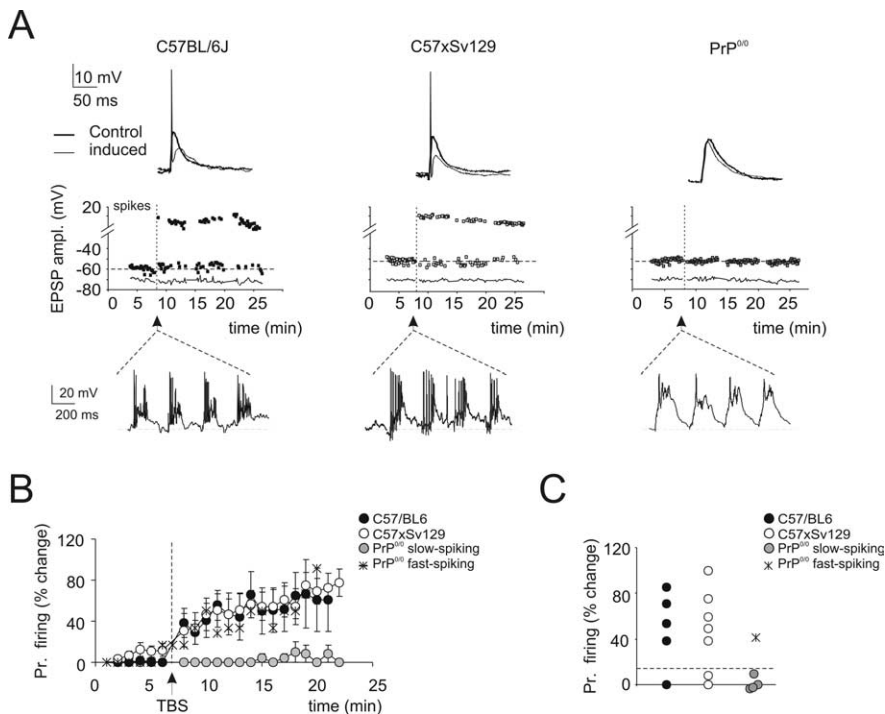 A
C57BL/6J C57xSv129 PrP0/0
10 mV
50 ms
Control
induced
EPSP ampl. (mV)
20
-40
-60
-80
spikes
0 5 10 15 20 25
0 5 10 15 20 25 30
0 5 10 15 20 25
time (min) time (min) time (min)
20 mV
200 ms
B
Pr. firing (% change)
120
80
40
0
0 5 10 15 20 25
TBS
time (min)
C57/BL6
C57xSv129
PrP0/0 slow-spiking
PrP0/0 fast-spiking
C
C57/BL6
C57xSv129
PrP0/0 slow-spiking
PrP0/0 fast-spiking
Pr. firing (% change)
120
80
40
0